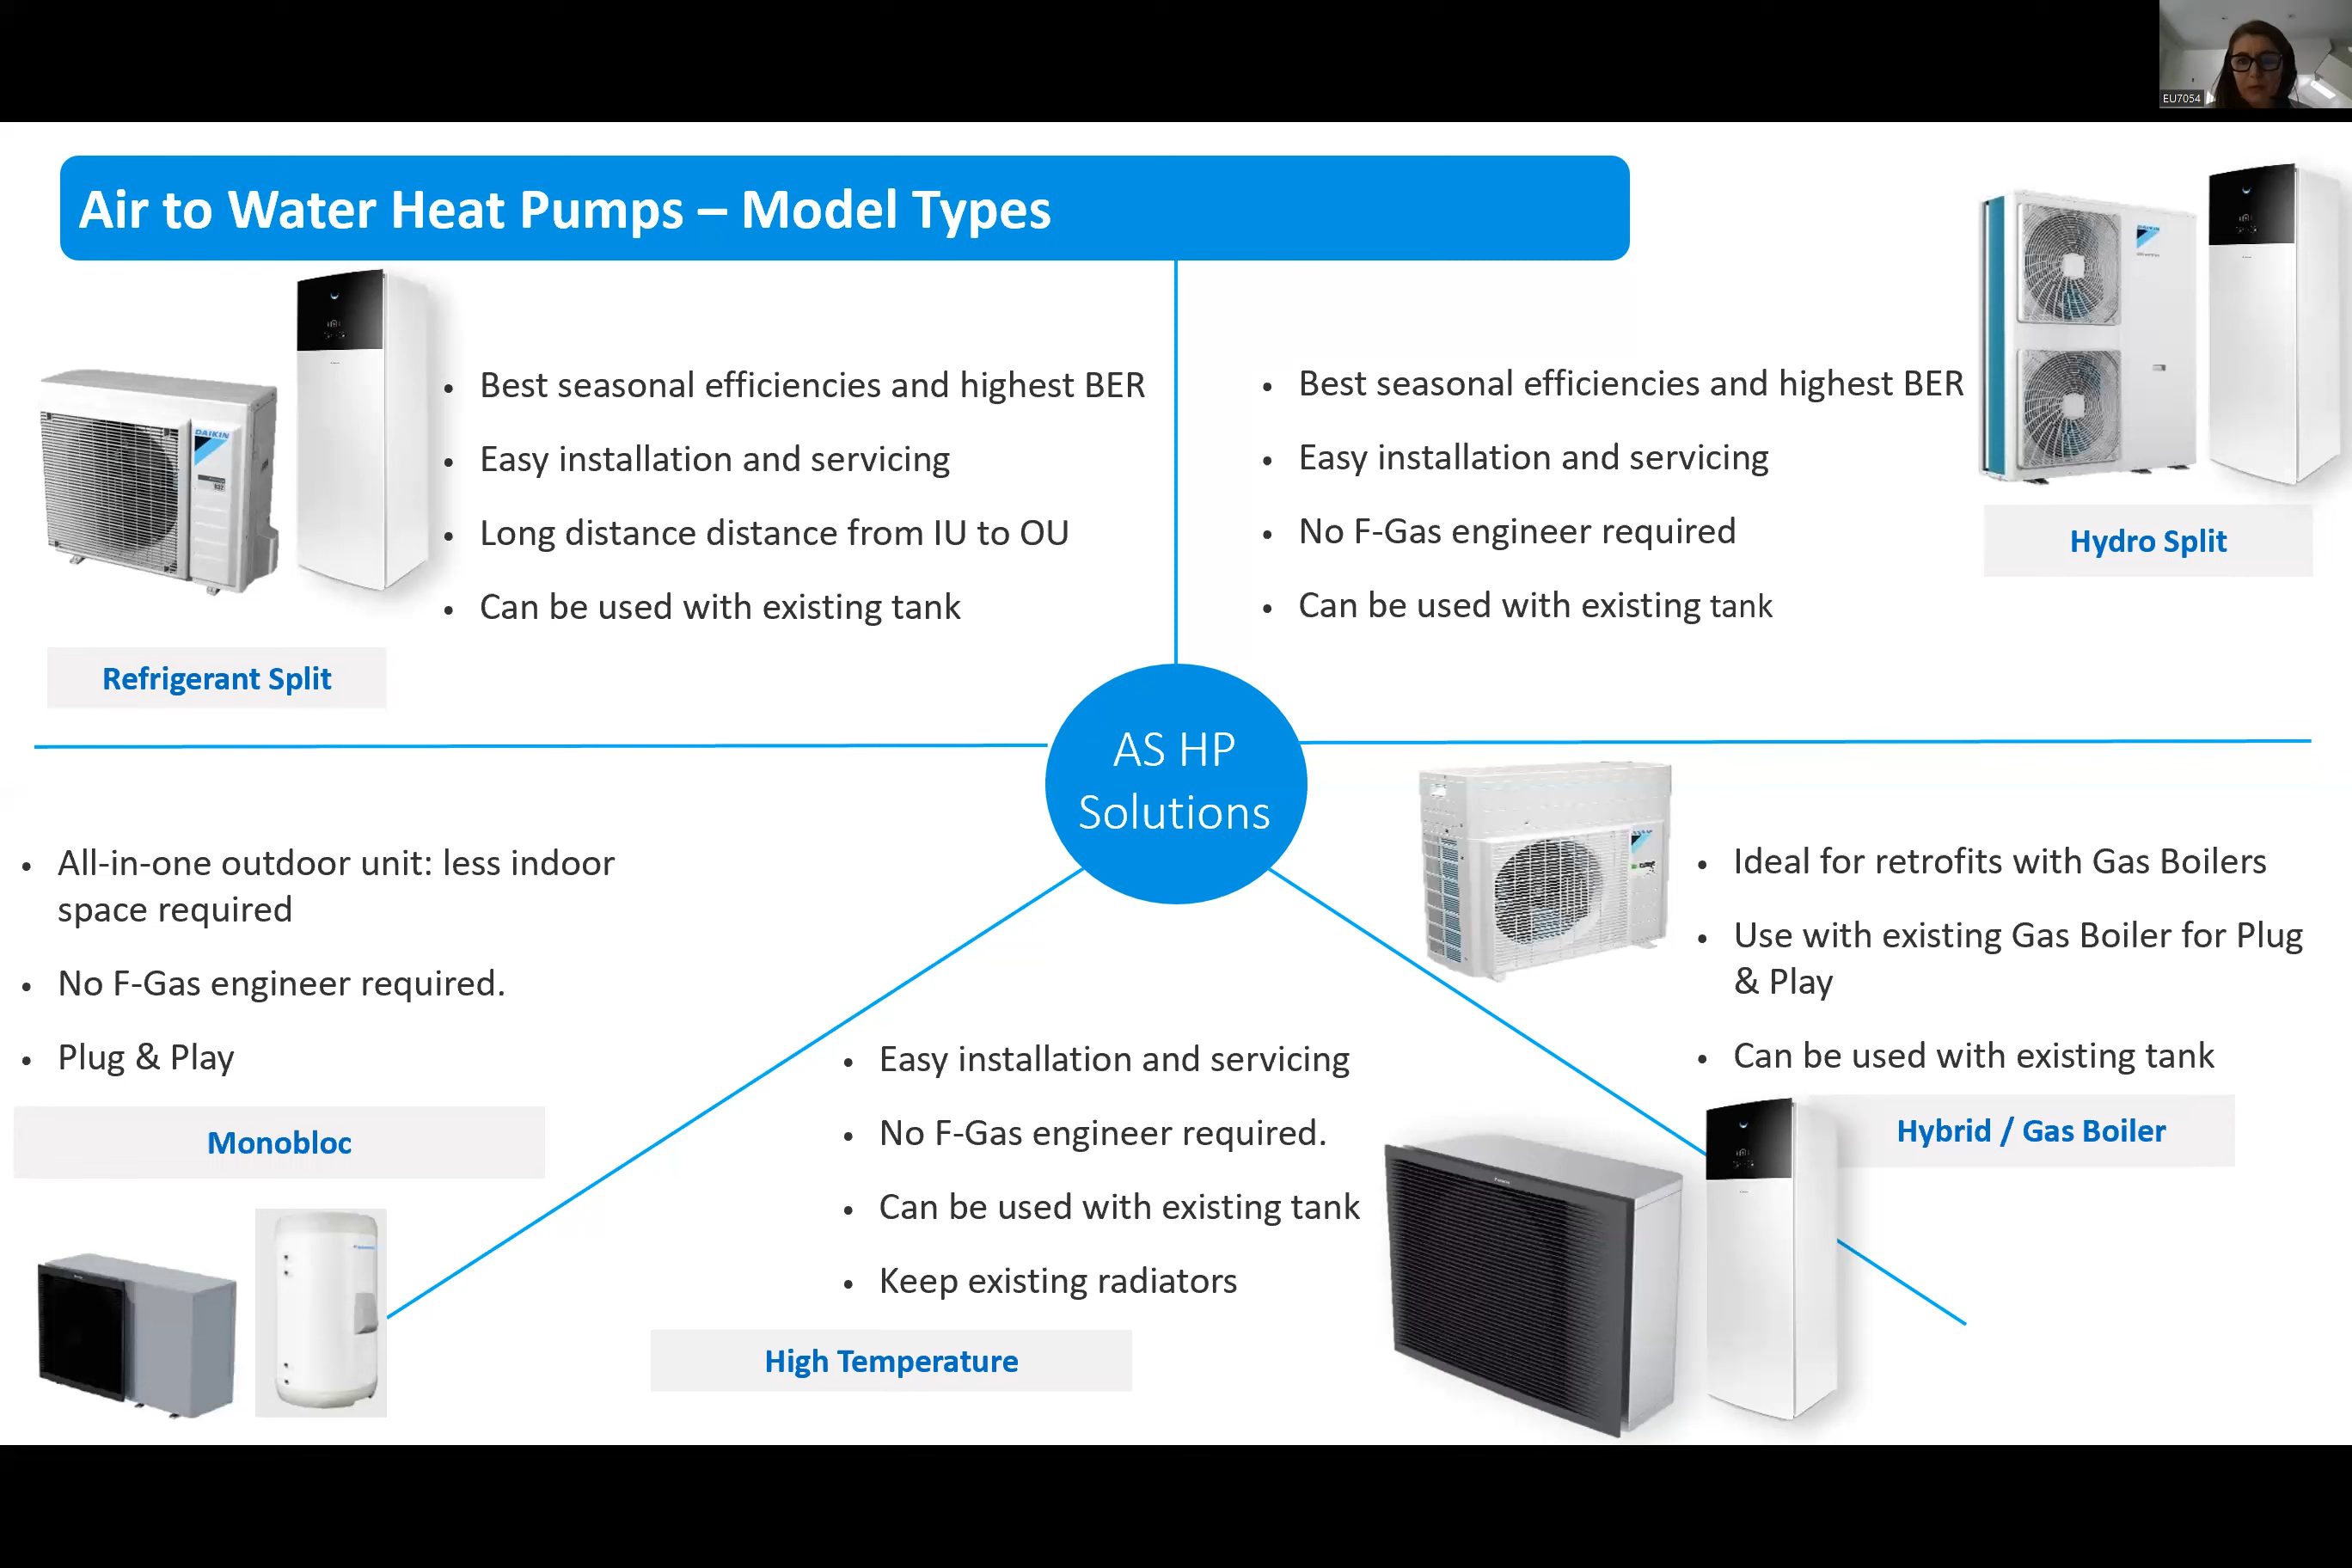 EU7054
Air to Water Heat Pumps – Model Types
• Best seasonal efficiencies and highest BER
• Easy installation and servicing
• Long distance distance from IU to OU
• Can be used with existing tank
DAIKIN
Refrigerant Split
• Best seasonal efficiencies and highest BER
• Easy installation and servicing
• No F-Gas engineer required
• Can be used with existing tank
Hydro Split
AS HP
Solutions
• All-in-one outdoor unit: less indoor
space required
• No F-Gas engineer required.
• Plug & Play
Monobloc
• Easy installation and servicing
• No F-Gas engineer required.
• Can be used with existing tank
• Keep existing radiators
High Temperature
• Ideal for retrofits with Gas Boilers
• Use with existing Gas Boiler for Plug
& Play
• Can be used with existing tank
Hybrid / Gas Boiler